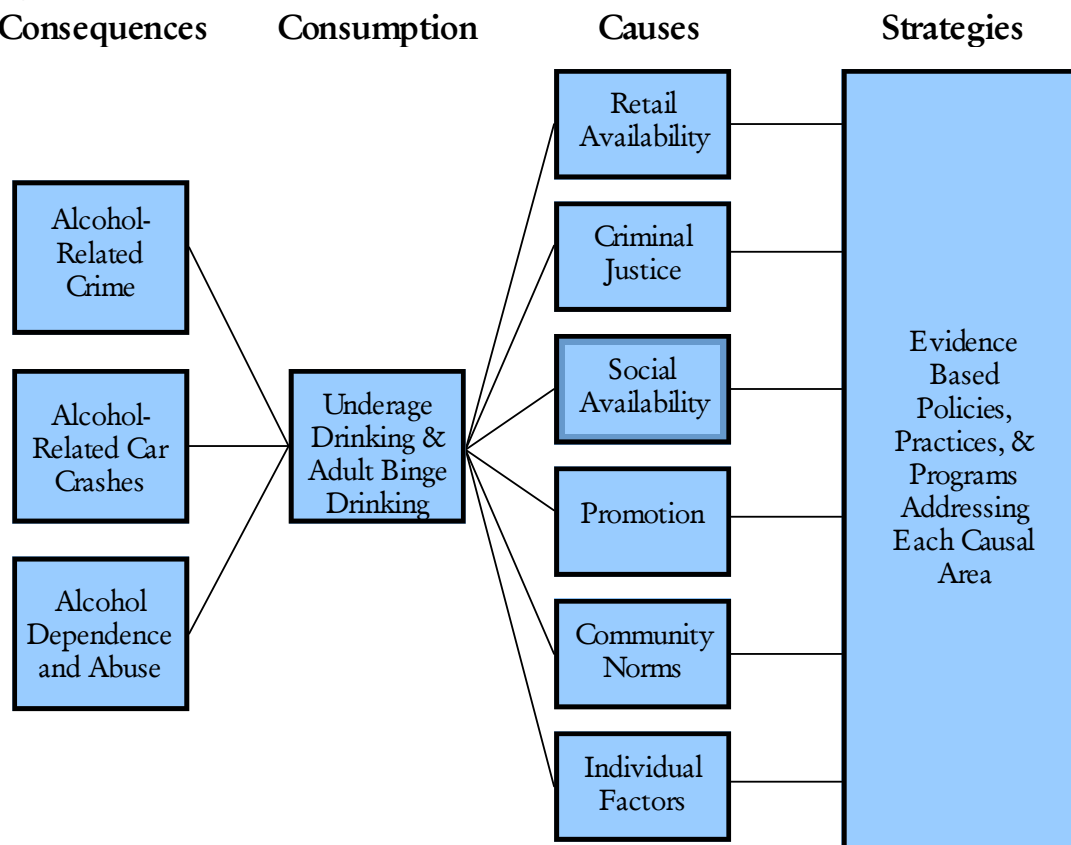 Consequences
Consumption
Causes
Strategies
Alcohol-
Related
Crime
Alcohol-
Related Car
Crashes
Alcohol
Dependence
and Abuse
Underage
Drinking &
Adult Binge
Drinking
Retail
Availability
Criminal
Justice
Social
Availability
Promotion
Community
Norms
Individual
Factors
Evidence
Based
Policies,
Practices, &
Programs
Addressing
Each Causal
Area